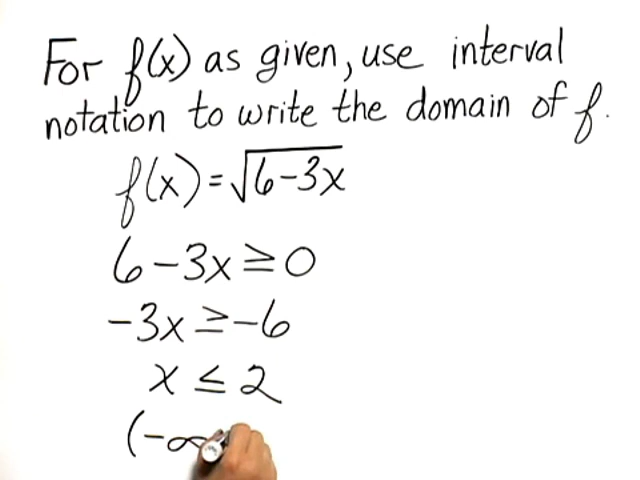 For f(x) as given, use interval
notation to write the domain of f.
f(x)=√6-3x
6-3x≥0
-3x≥-6
x≤2
(-∞